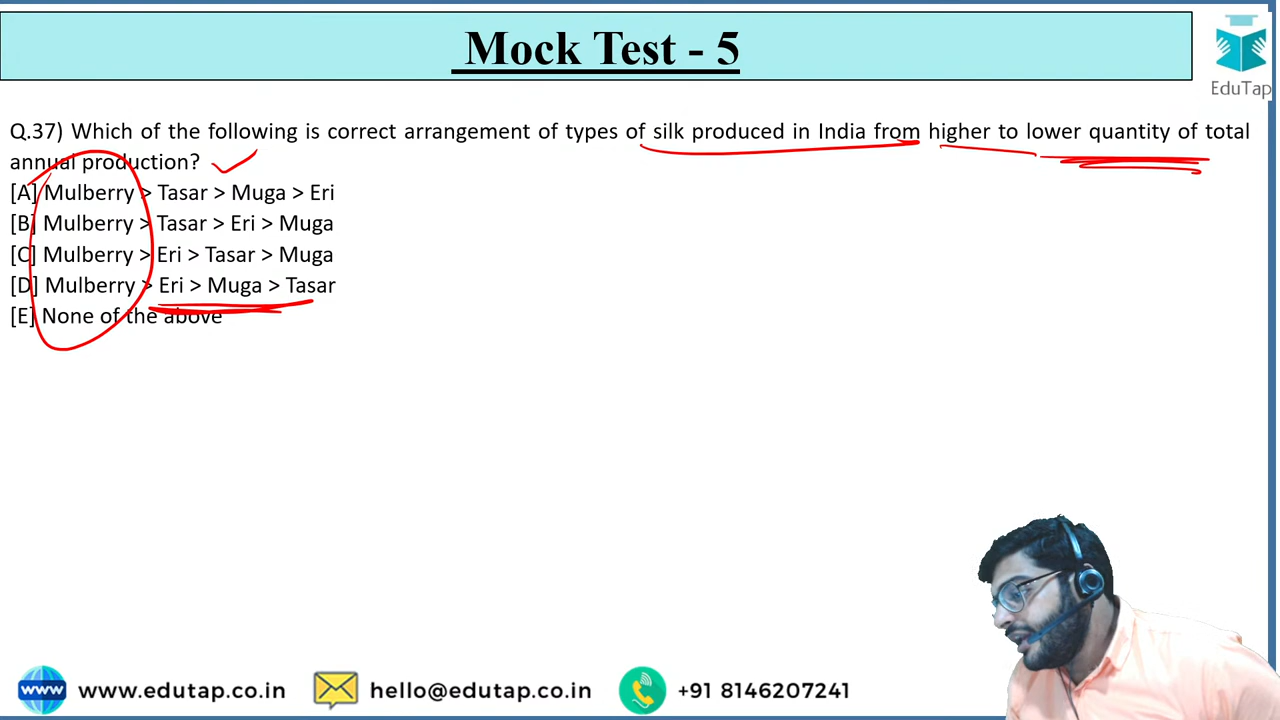 Mock Test - 5
EduTap
Q.37) Which of the following is correct arrangement of types of silk produced in India from higher to lower quantity of total
annual production?
[A] Mulberry > Tasar > Muga > Eri
[B] Mulberry > Tasar > Eri > Muga
[C] Mulberry > Eri > Tasar > Muga
[D] Mulberry > Eri > Muga > Tasar
[E] None of the above
www www.edutap.co.in hello@edutap.co.in +91 8146207241